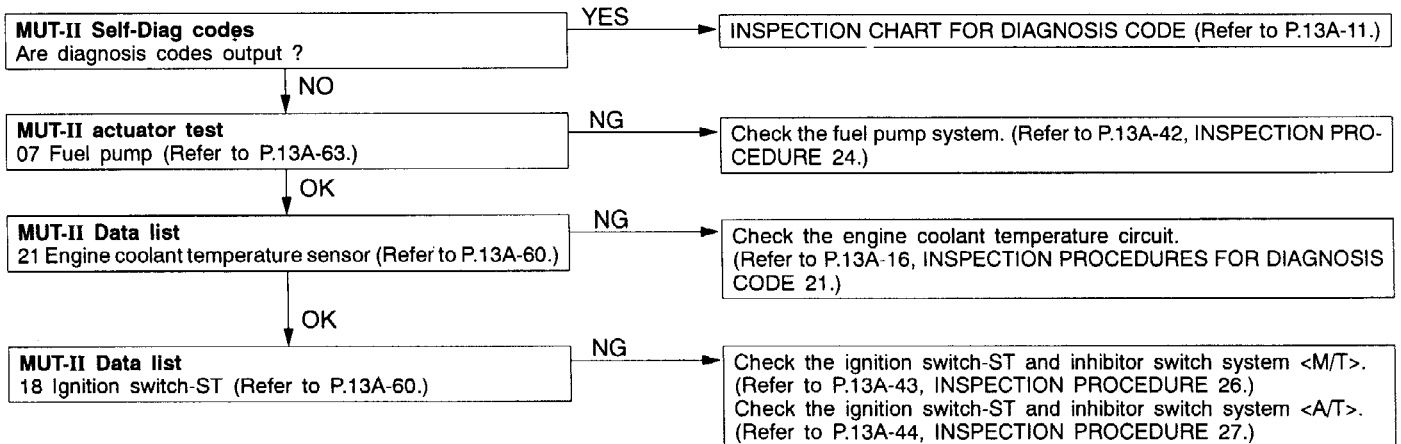 MUT-II Self-Diag codes
Are diagnosis codes output ?
YES
INSPECTION CHART FOR DIAGNOSIS CODE (Refer to P.13A-11.)
NO
MUT-II actuator test
07 Fuel pump (Refer to P.13A-63.)
NG
Check the fuel pump system. (Refer to P.13A-42, INSPECTION PRO-
CEDURE 24.)
OK
MUT-II Data list
21 Engine coolant temperature sensor (Refer to P.13A-60.)
NG
Check the engine coolant temperature circuit.
(Refer to P.13A-16, INSPECTION PROCEDURES FOR DIAGNOSIS
CODE 21.)
OK
MUT-II Data list
18 Ignition switch-ST (Refer to P.13A-60.)
NG
Check the ignition switch-ST and inhibitor switch system <M/T>.
(Refer to P.13A-43, INSPECTION PROCEDURE 26.)
Check the ignition switch-ST and inhibitor switch system <A/T>.
(Refer to P.13A-44, INSPECTION PROCEDURE 27.)